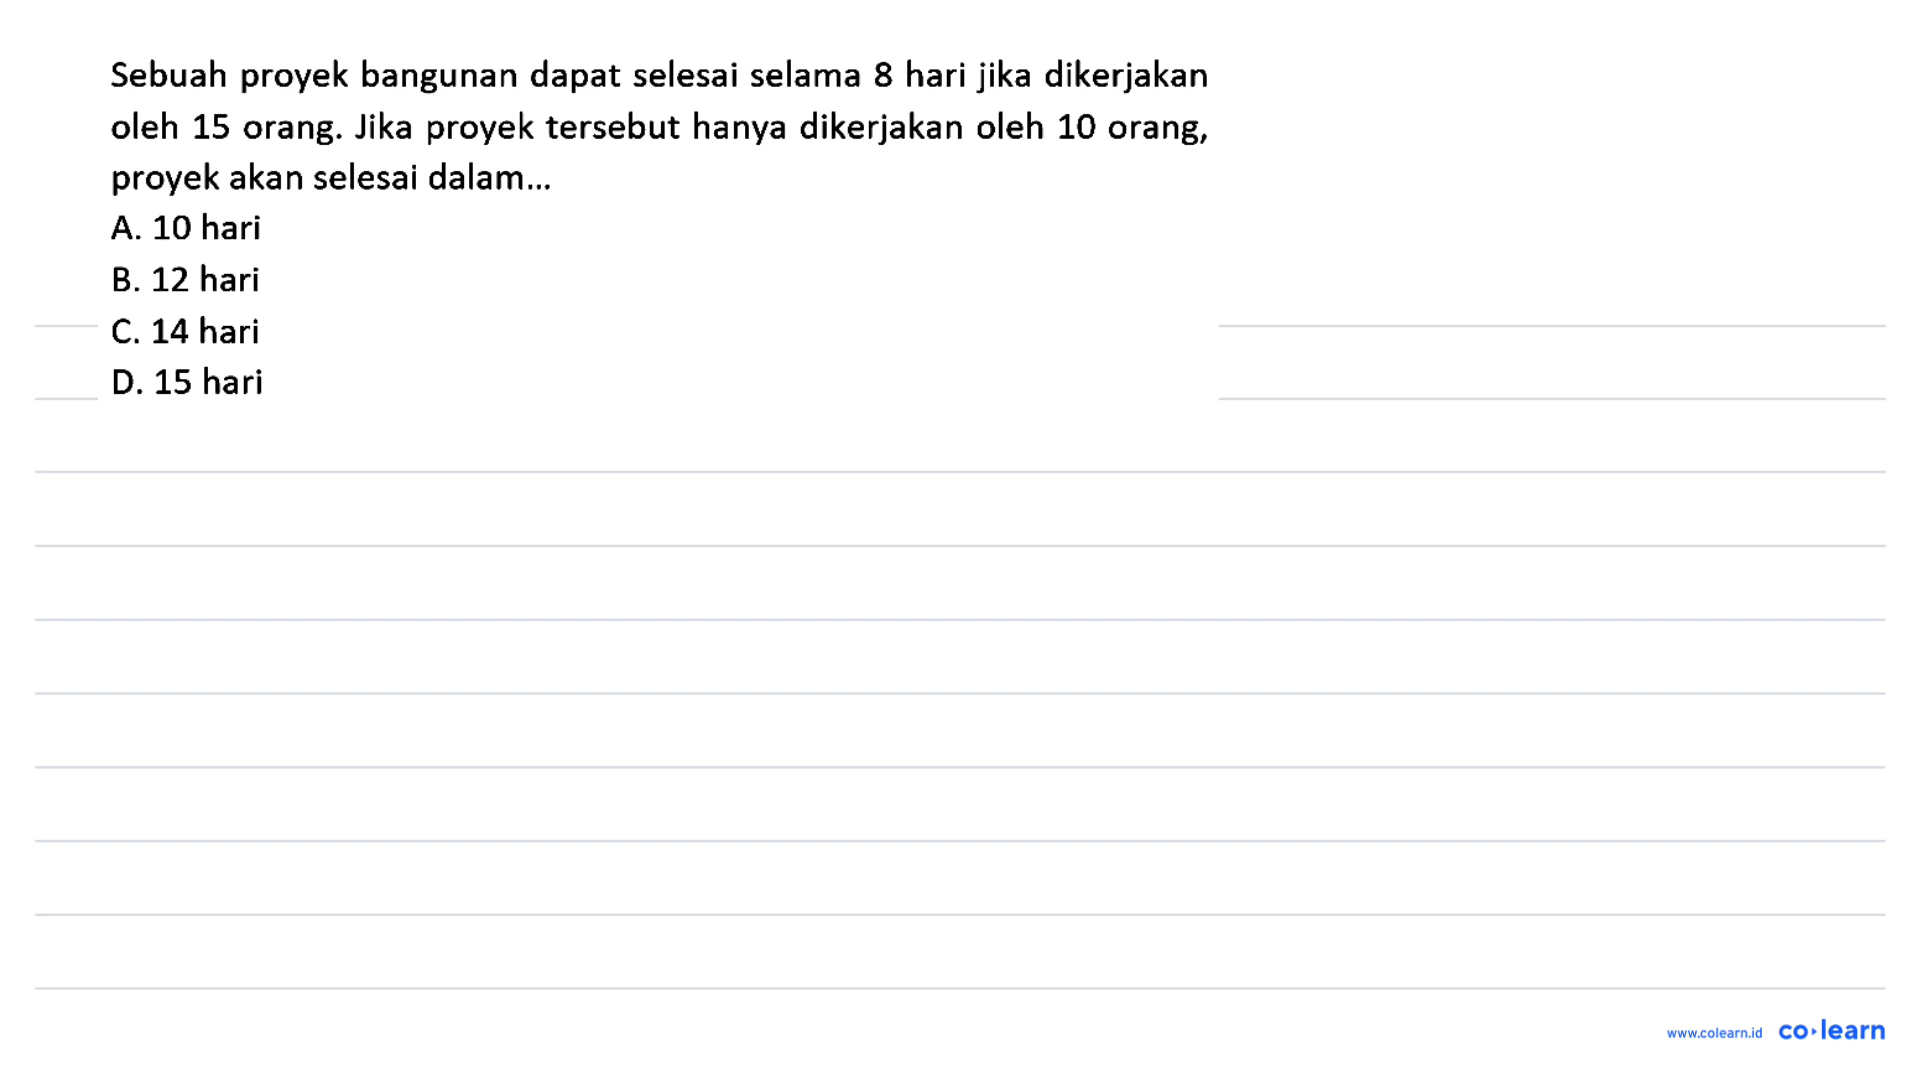 Sebuah proyek bangunan dapat selesai selama 8 hari jika dikerjakan
oleh 15 orang. Jika proyek tersebut hanya dikerjakan oleh 10 orang,
proyek akan selesai dalam...
A. 10 hari
B. 12 hari
C. 14 hari
D. 15 hari
www.colearn.id co learn